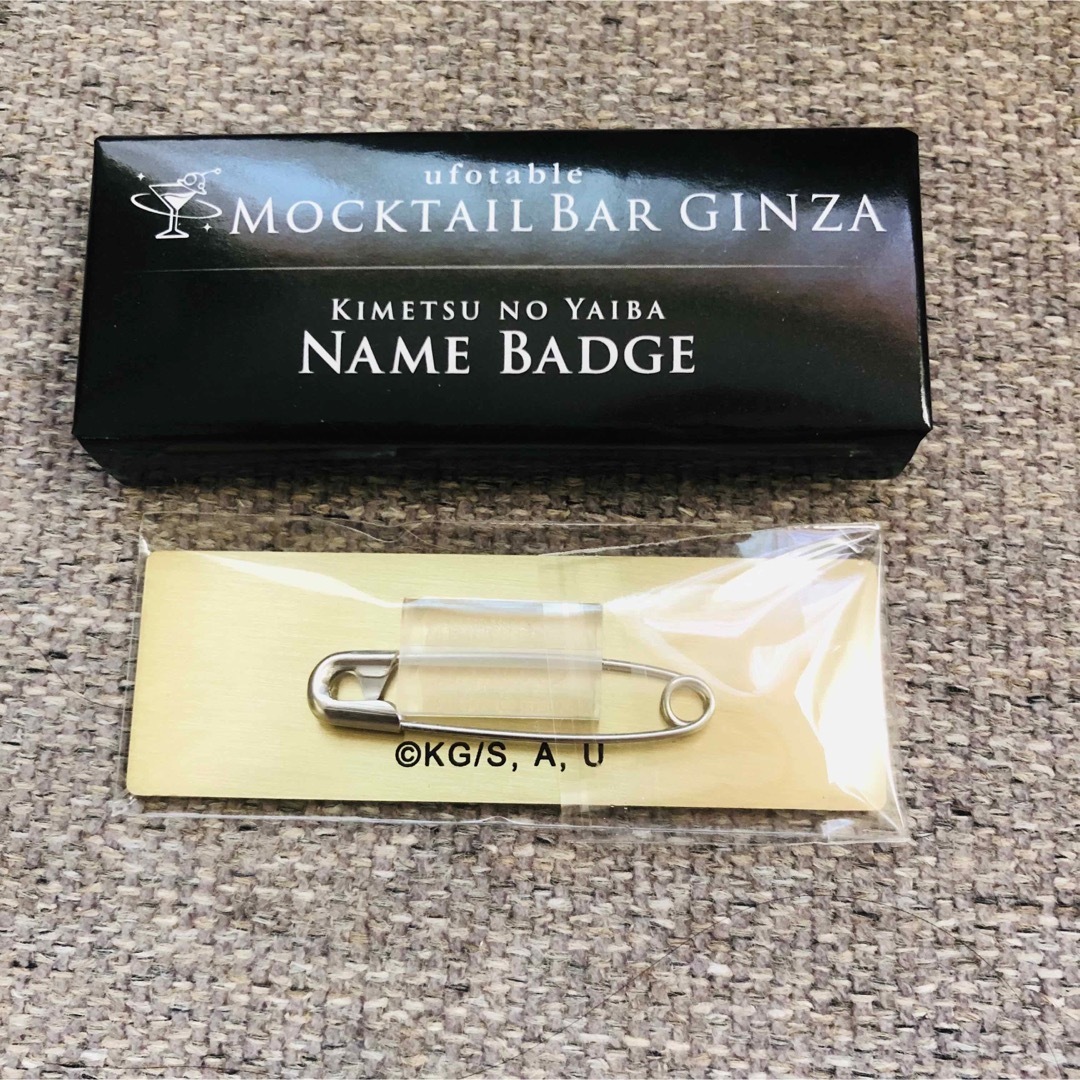 ufotable
MOCKTAIL BAR GINZA
KIMETSU NO YAIBA
NAME BADGE
©KG/S, A, U